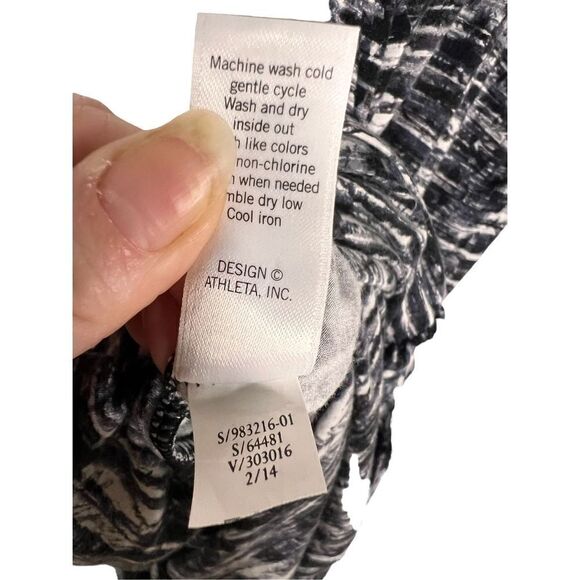 Machine wash cold
gentle cycle
Wash and dry
inside out
like colors
non-chlorine
when needed
dry low
Cool iron
DESIGN ©
ATHLETA, INC.
S/983216-01
S/64481
V/303016
2/14